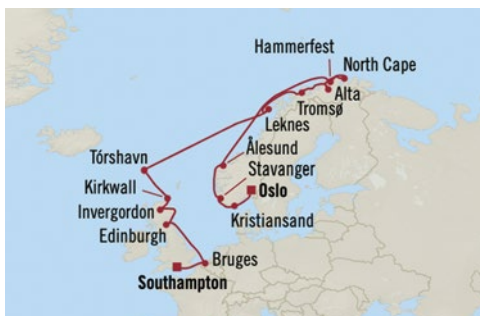 Hammerfest
North Cape
Alta
Tromsø
Leknes
Ålesund
Tórshavn
Stavanger
Kirkwall
Oslo
Invergordon
Kristiansand
Edinburgh
Bruges
Southampton